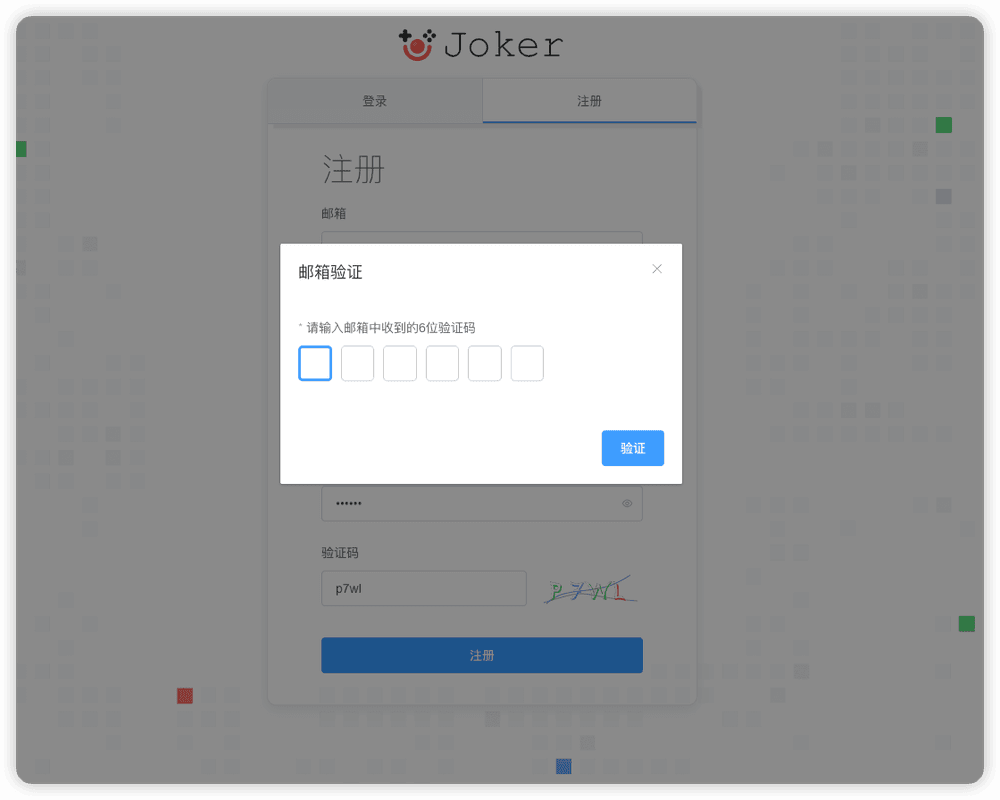 Joker
登录
注册
注册
邮箱
邮箱验证
* 请输入邮箱中收到的6位验证码
验证
••••••
验证码
p7wl
P7WL
注册